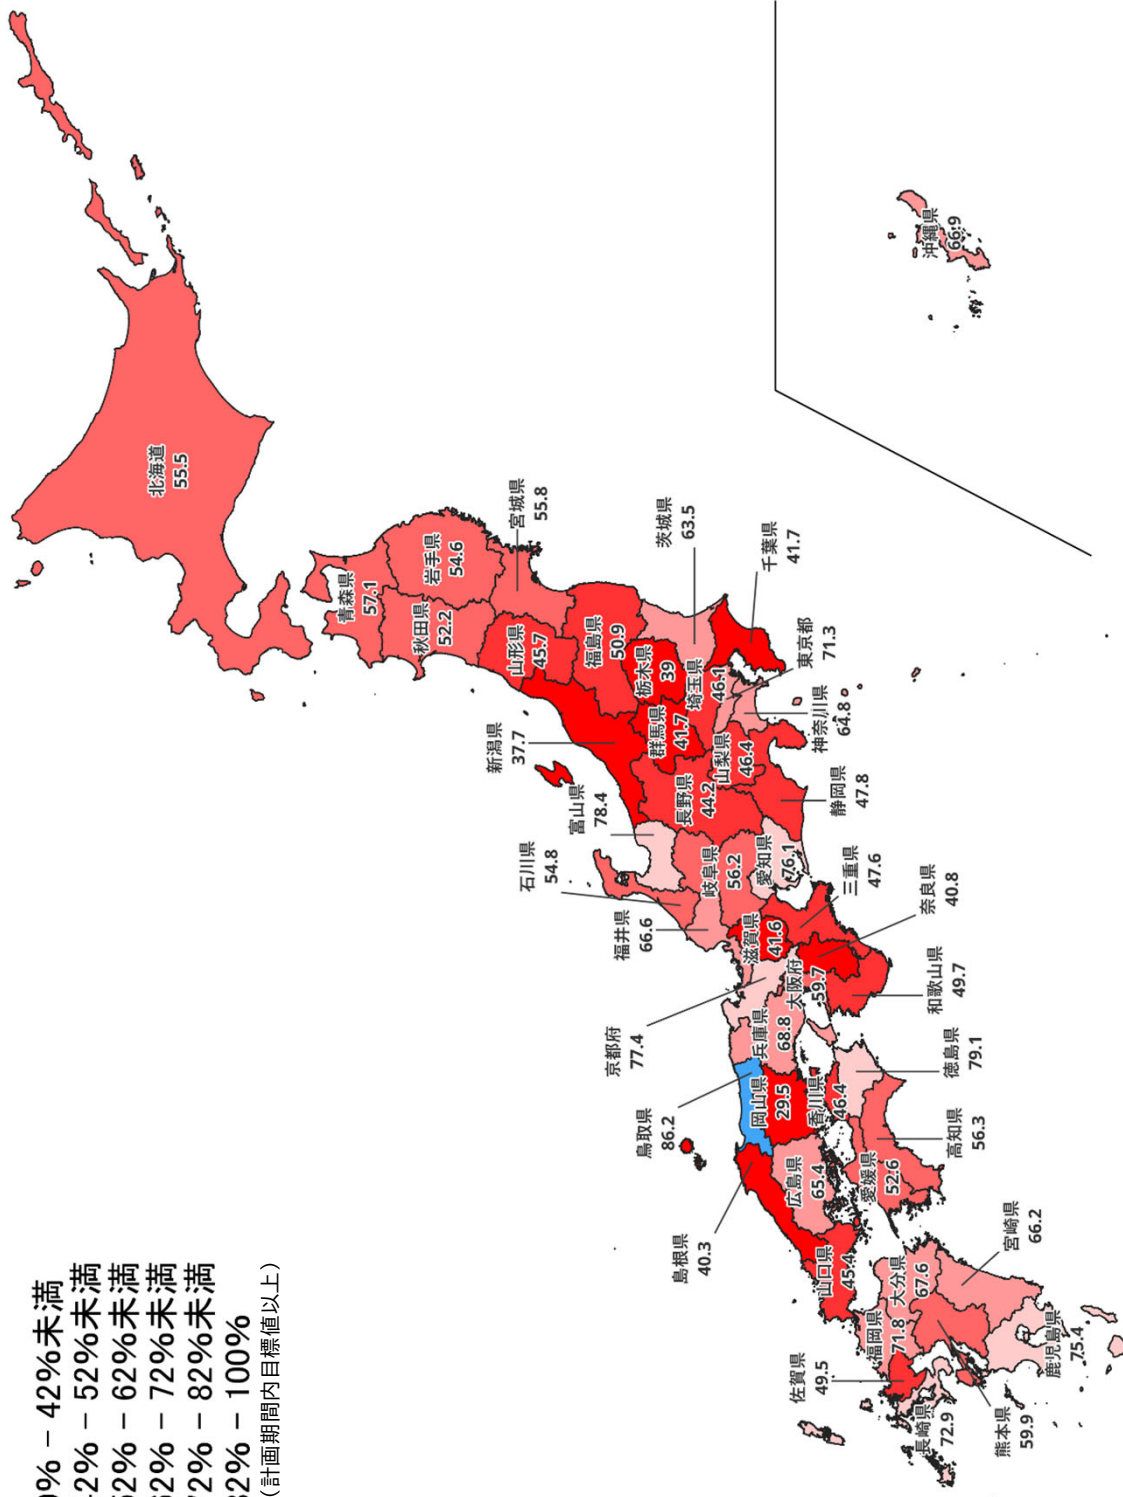 0% – 42%未満
42% – 52%未満
52% – 62%未満
62% – 72%未満
72% – 82%未満
82% – 100%
(計画期間内目標値以上)
北海道
55.5
青森県
57.1
岩手県
54.6
秋田県
52.2
宮城県
55.8
山形県
45.7
福島県
50.9
茨城県
63.5
栃木県
39
群馬県
41.7
埼玉県
46.1
千葉県
41.7
東京都
71.3
神奈川県
64.8
新潟県
37.7
富山県
78.4
石川県
54.8
福井県
66.6
山梨県
46.4
長野県
44.2
岐阜県
56.2
静岡県
47.8
愛知県
76.1
三重県
47.6
滋賀県
41.6
京都府
77.4
大阪府
59.7
兵庫県
68.8
奈良県
40.8
和歌山県
49.7
鳥取県
86.2
島根県
40.3
岡山県
29.5
広島県
65.4
山口県
45.4
徳島県
79.1
香川県
46.4
愛媛県
52.6
高知県
56.3
福岡県
71.8
佐賀県
49.5
長崎県
72.9
熊本県
59.9
大分県
67.6
宮崎県
66.2
鹿児島県
75.4
沖縄県
66.9